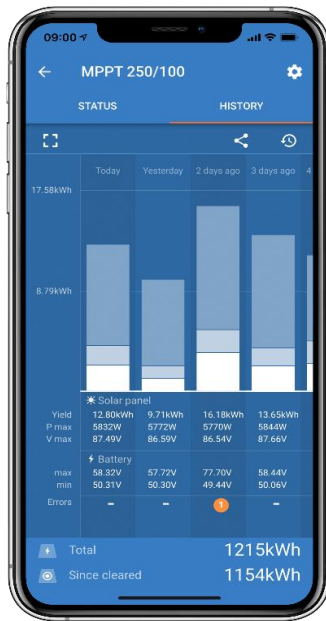 09:00
MPPT 250/100
STATUS HISTORY
Today Yesterday 2 days ago 3 days ago 4
17.58kWh
8.79kWh
Solar panel
Yield 12.80kWh 9.71kWh 16.18kWh 13.65kWh
P max 5832W 5772W 5770W 5844W
V max 87.49V 86.59V 86.54V 87.66V
Battery
max 58.32V 57.72V 77.70V 58.44V
min 50.31V 50.30V 49.44V 50.06V
Errors – – 1 –
Total 1215kWh
Since cleared 1154kWh